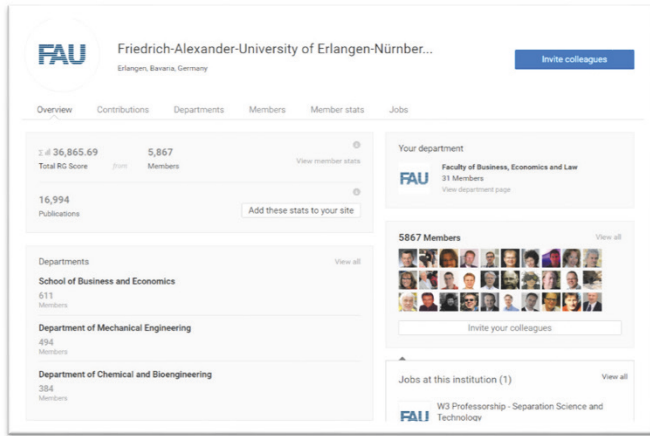 FAU
Friedrich-Alexander-University of Erlangen-Nürnber...
Erlangen, Bavaria, Germany
Invite colleagues
Overview
Contributions
Departments
Members
Member stats
Jobs
36,865.69
Total RG Score
from
5,867
Members
View member stats
16,994
Publications
Add these stats to your site
Departments
View all
School of Business and Economics
611
Members
Department of Mechanical Engineering
494
Members
Department of Chemical and Bioengineering
384
Members
Your department
FAU
Faculty of Business, Economics and Law
31 Members
View department page
5867 Members
View all
Invite your colleagues
Jobs at this institution (1)
View all
FAU
W3 Professorship - Separation Science and
Technology